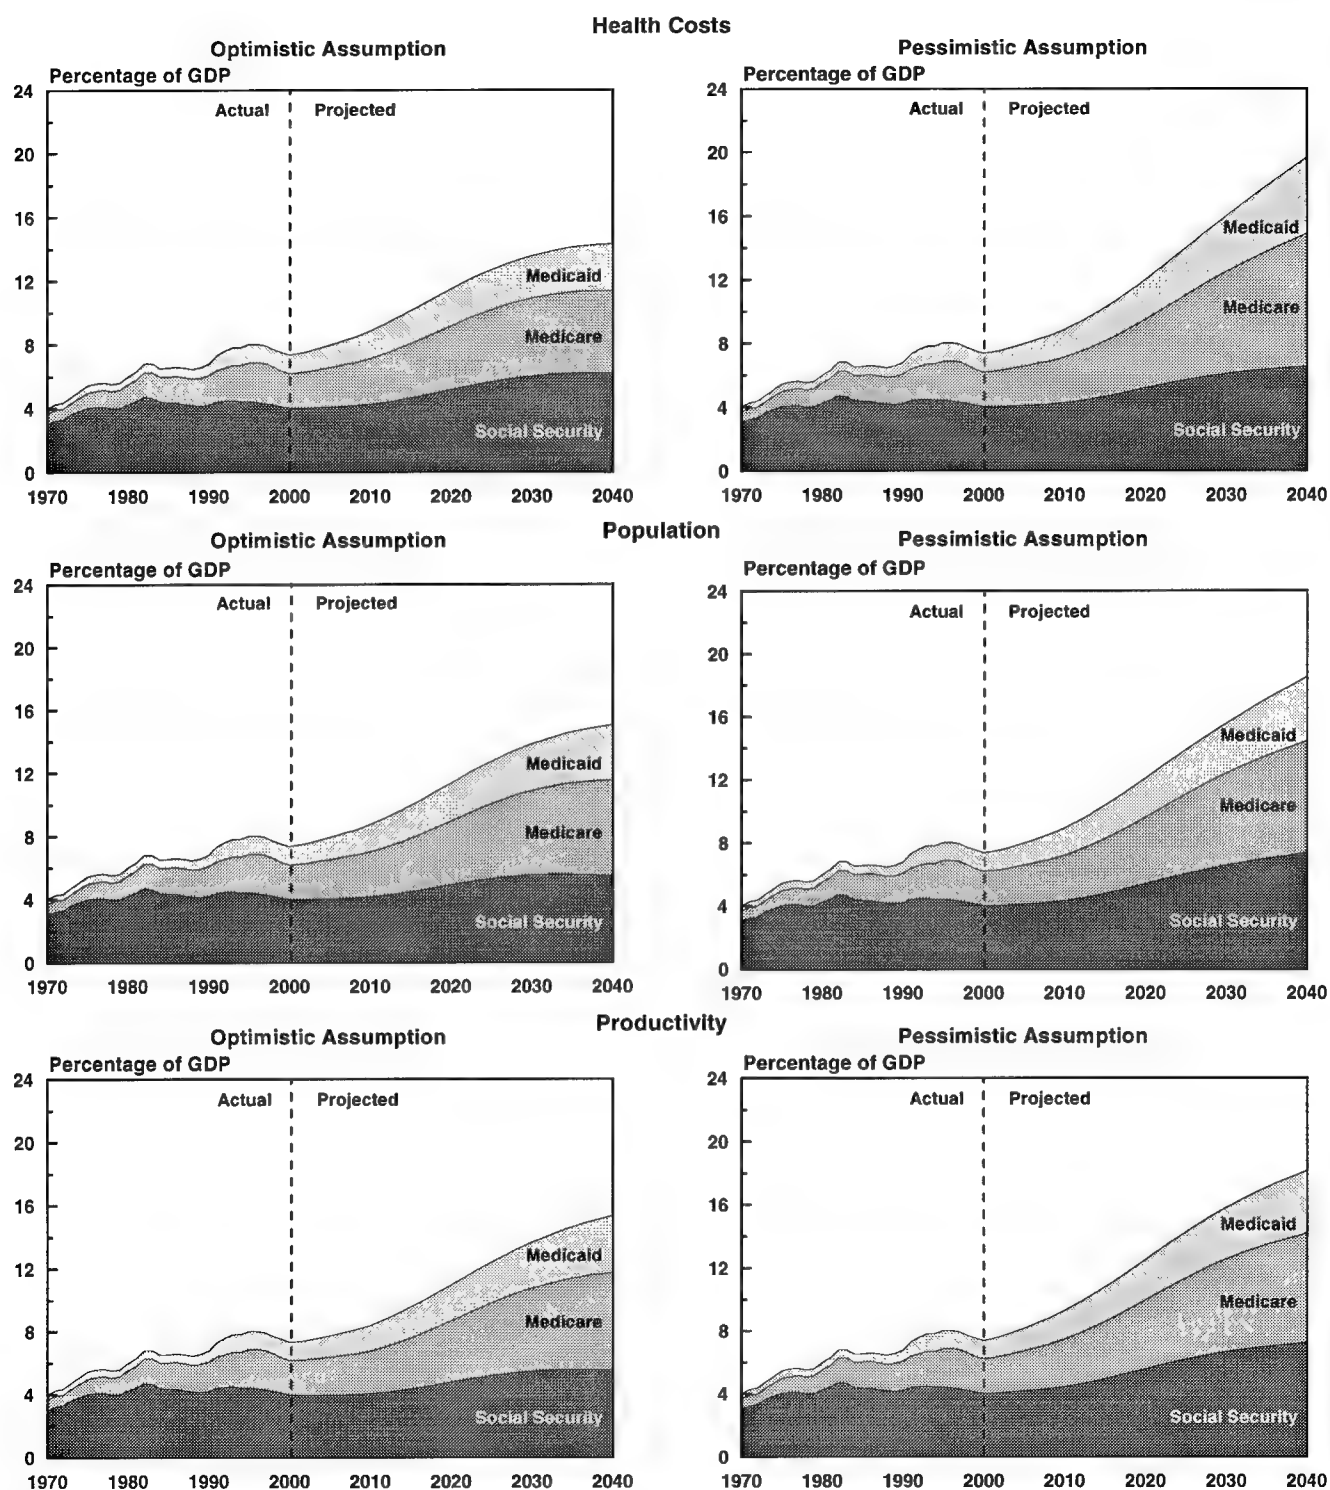 Health Costs
Optimistic Assumption
Pessimistic Assumption
Percentage of GDP
Percentage of GDP
24
20
16
12
8
4
0
Actual
Projected
Medicaid
Medicare
Social Security
1970 1980 1990 2000 2010 2020 2030 2040
24
20
16
12
8
4
0
Actual
Projected
Medicaid
Medicare
Social Security
1970 1980 1990 2000 2010 2020 2030 2040
Population
Optimistic Assumption
Pessimistic Assumption
Percentage of GDP
Percentage of GDP
24
20
16
12
8
4
0
Actual
Projected
Medicaid
Medicare
Social Security
1970 1980 1990 2000 2010 2020 2030 2040
24
20
16
12
8
4
0
Actual
Projected
Medicaid
Medicare
Social Security
1970 1980 1990 2000 2010 2020 2030 2040
Productivity
Optimistic Assumption
Pessimistic Assumption
Percentage of GDP
Percentage of GDP
24
20
16
12
8
4
0
Actual
Projected
Medicaid
Medicare
Social Security
1970 1980 1990 2000 2010 2020 2030 2040
24
20
16
12
8
4
0
Actual
Projected
Medicaid
Medicare
Social Security
1970 1980 1990 2000 2010 2020 2030 2040